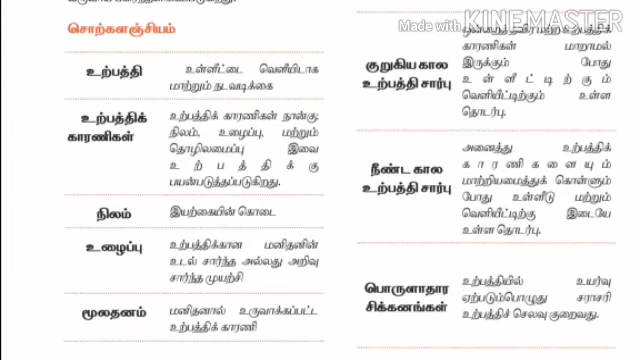 Made with KINEMASTER
சொற்களஞ்சியம்
உற்பத்தி
உள்ளீட்டை வெளியீடாக
மாற்றும் நடவடிக்கை
உற்பத்திக்
காரணிகள்
உற்பத்திக் காரணிகள் நான்கு;
நிலம், உழைப்பு, மற்றும்
தொழிலமைப்பு இவை
உற்பத்திக்கு
பயன்படுத்தப்படுகிறது.
நிலம்
இயற்கையின் கொடை
உழைப்பு
உற்பத்திக்கான மனிதனின்
உடல் சார்ந்த அல்லது அறிவு
சார்ந்த முயற்சி
மூலதனம்
மனிதனால் உருவாக்கப்பட்ட
உற்பத்திக் காரணி
குறுகிய கால
உற்பத்தி சார்பு
உற்பத்திக்
காரணிகள் மாறாமல்
இருக்கும் போது
உள்ளீட்டிற்கும்
வெளியீட்டிற்கும் உள்ள
தொடர்பு.
நீண்ட கால
உற்பத்தி சார்பு
அனைத்து உற்பத்திக்
காரணிகளையும்
மாற்றியமைத்துக் கொள்ளும்
போது உள்ளீடு மற்றும்
வெளியீட்டிற்கு இடையே
உள்ள தொடர்பு.
பொருளாதார
சிக்கனங்கள்
உற்பத்தியில் உயர்வு
ஏற்படும்பொழுது சராசரி
உற்பத்திச் செலவு குறைவது.